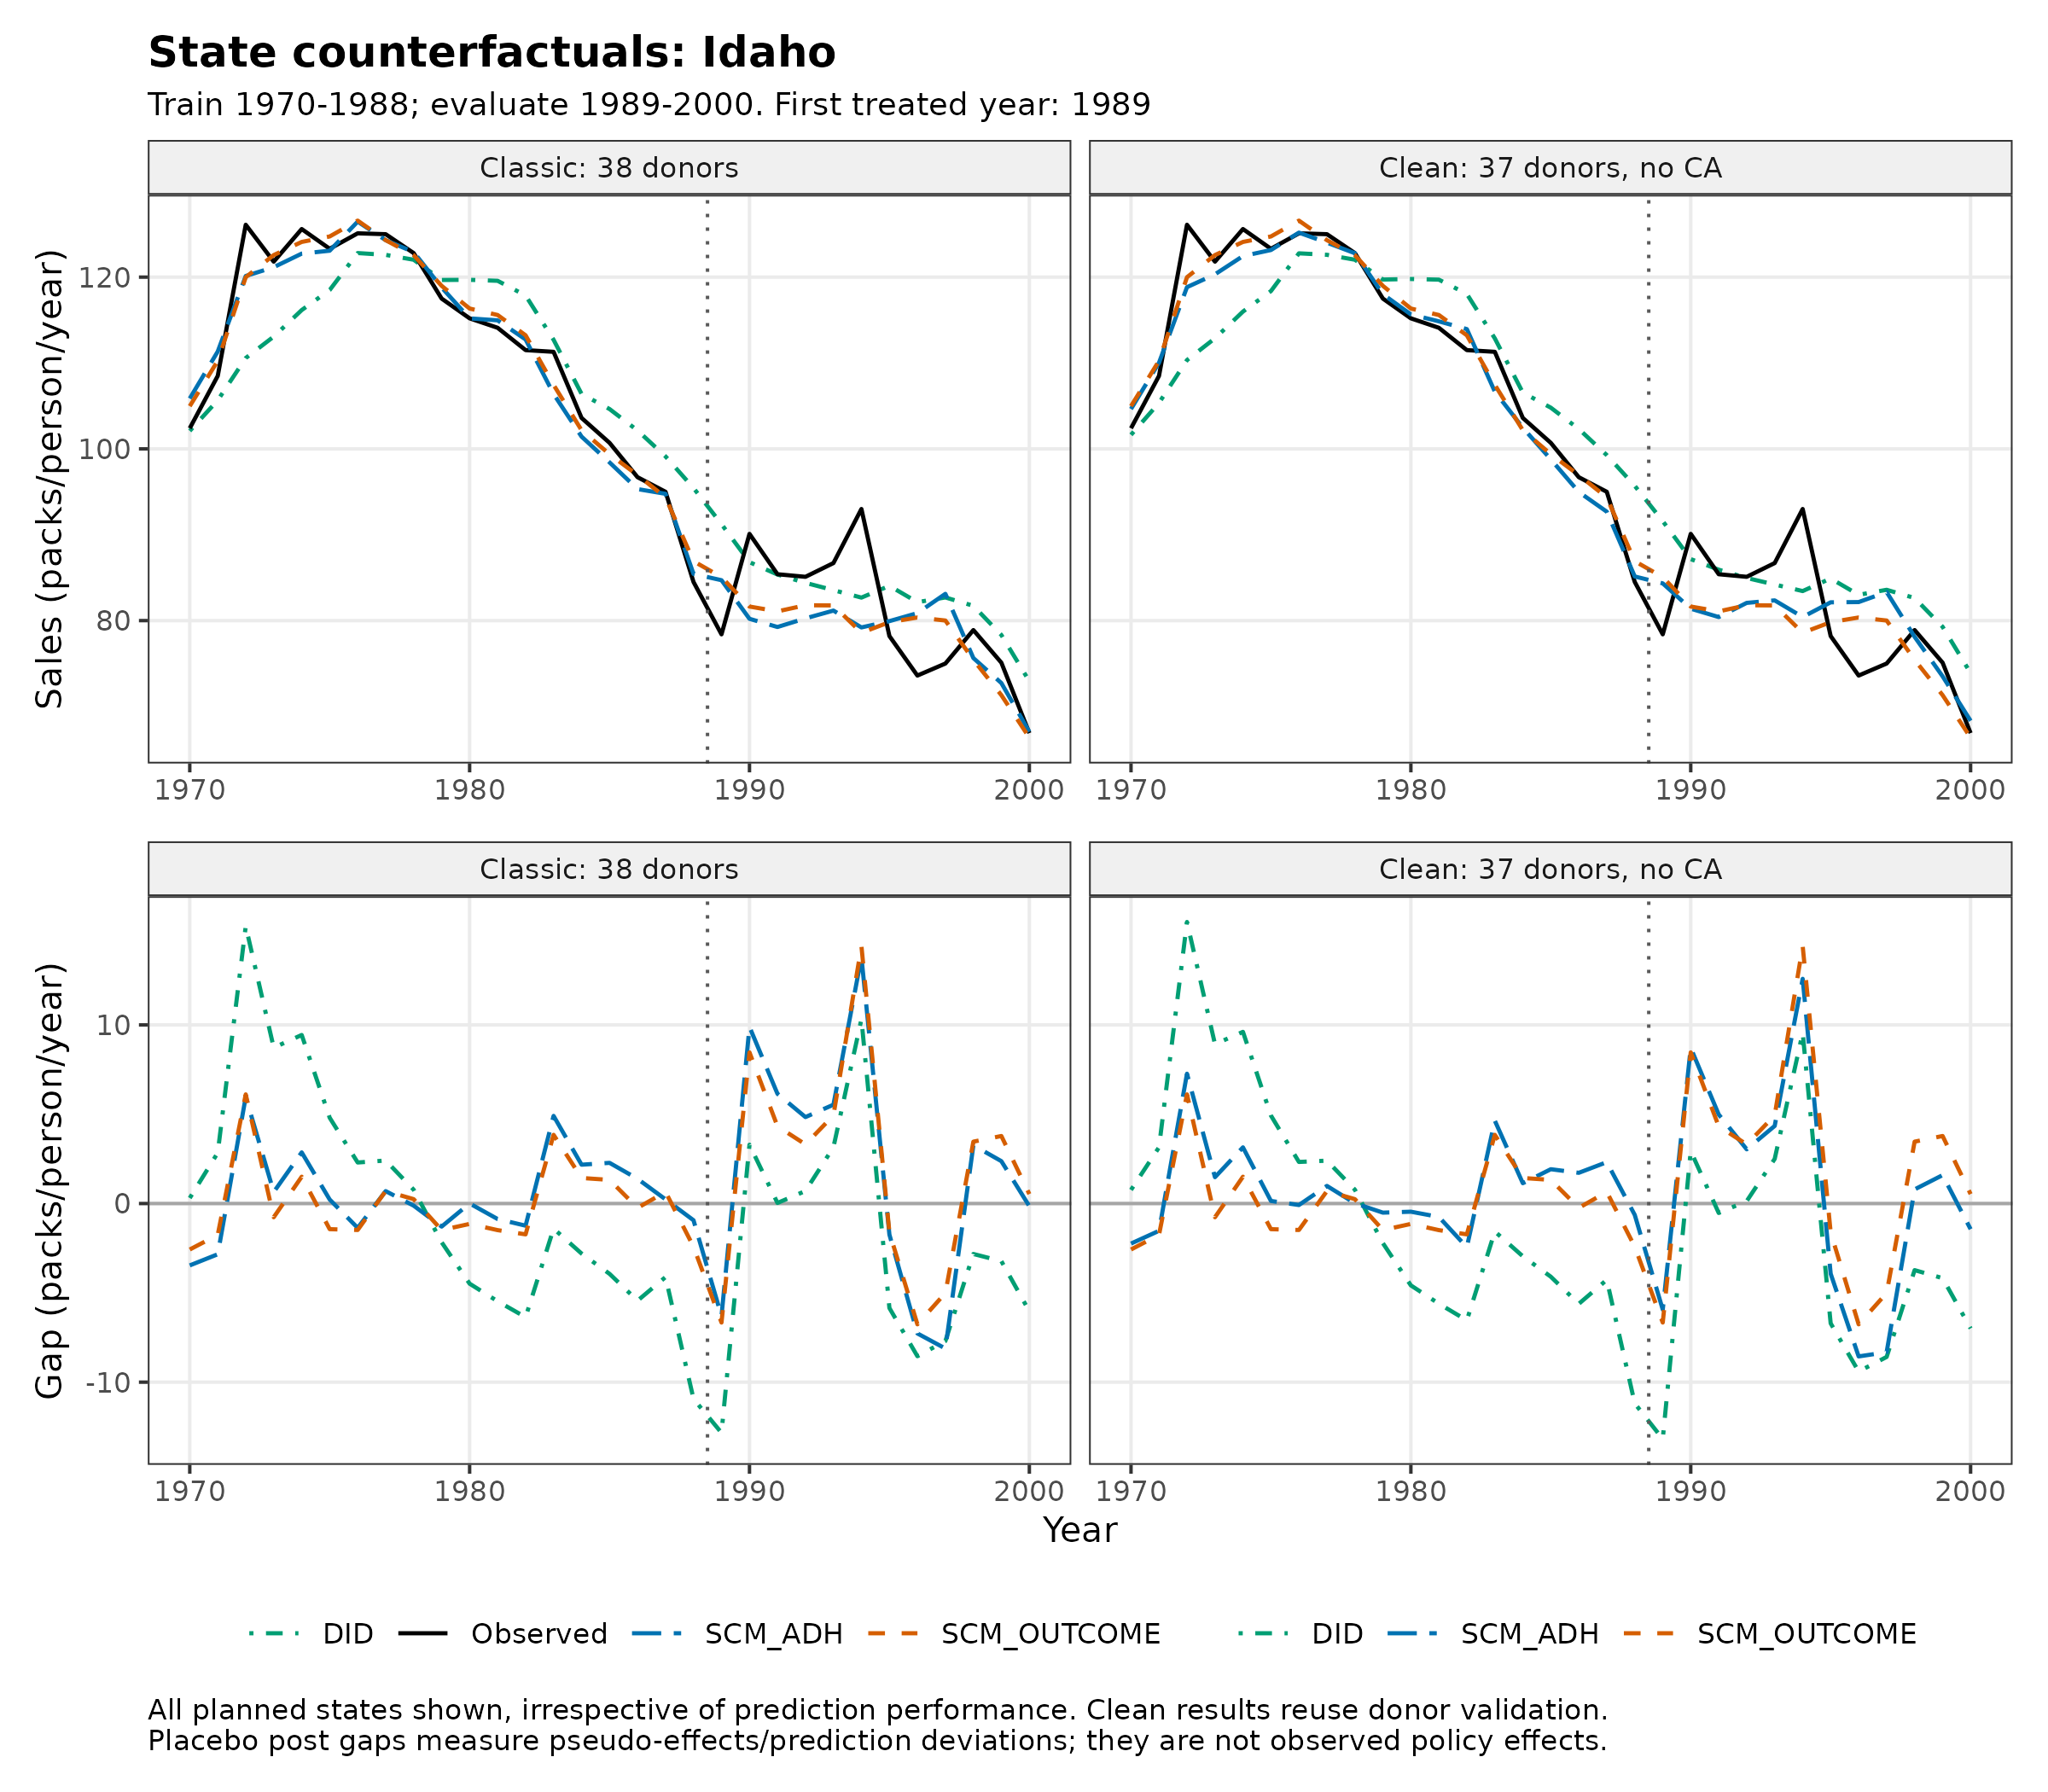 State counterfactuals: Idaho
Train 1970-1988; evaluate 1989-2000. First treated year: 1989
Classic: 38 donors
Clean: 37 donors, no CA
Sales (packs/person/year)
120
100
80
1970
1980
1990
2000
1970
1980
1990
2000
Classic: 38 donors
Clean: 37 donors, no CA
Gap (packs/person/year)
10
0
-10
1970
1980
1990
2000
1970
1980
1990
2000
Year
DID
Observed
SCM_ADH
SCM_OUTCOME
DID
SCM_ADH
SCM_OUTCOME
All planned states shown, irrespective of prediction performance. Clean results reuse donor validation.
Placebo post gaps measure pseudo-effects/prediction deviations; they are not observed policy effects.